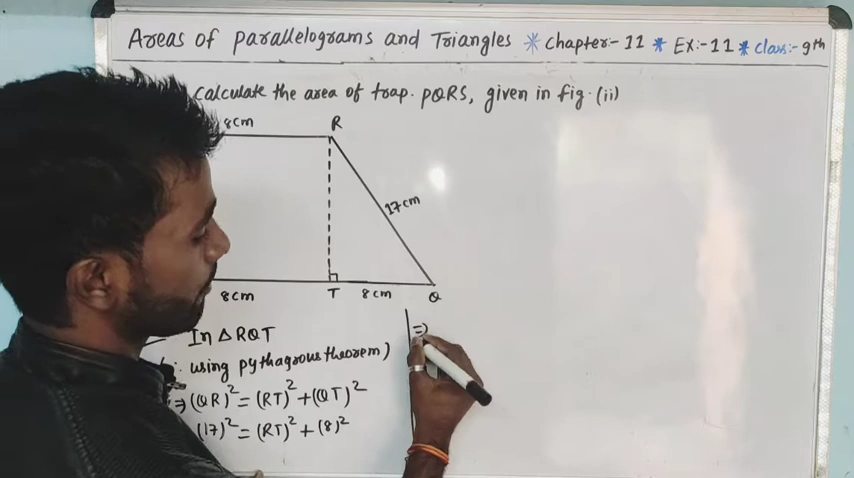 Areas of parallelograms and Triangles * Chapter:- 11 * Ex:- 11 * class:- 9th
calculate the area of trap. PQRS, given in fig. (ii)
8cm R
17cm
8cm T 8cm Q
In △RQT
∴ using pythagrous theorem)
⇒ (QR)² = (RT)² + (QT)²
(17)² = (RT)² + (8)²
⇒